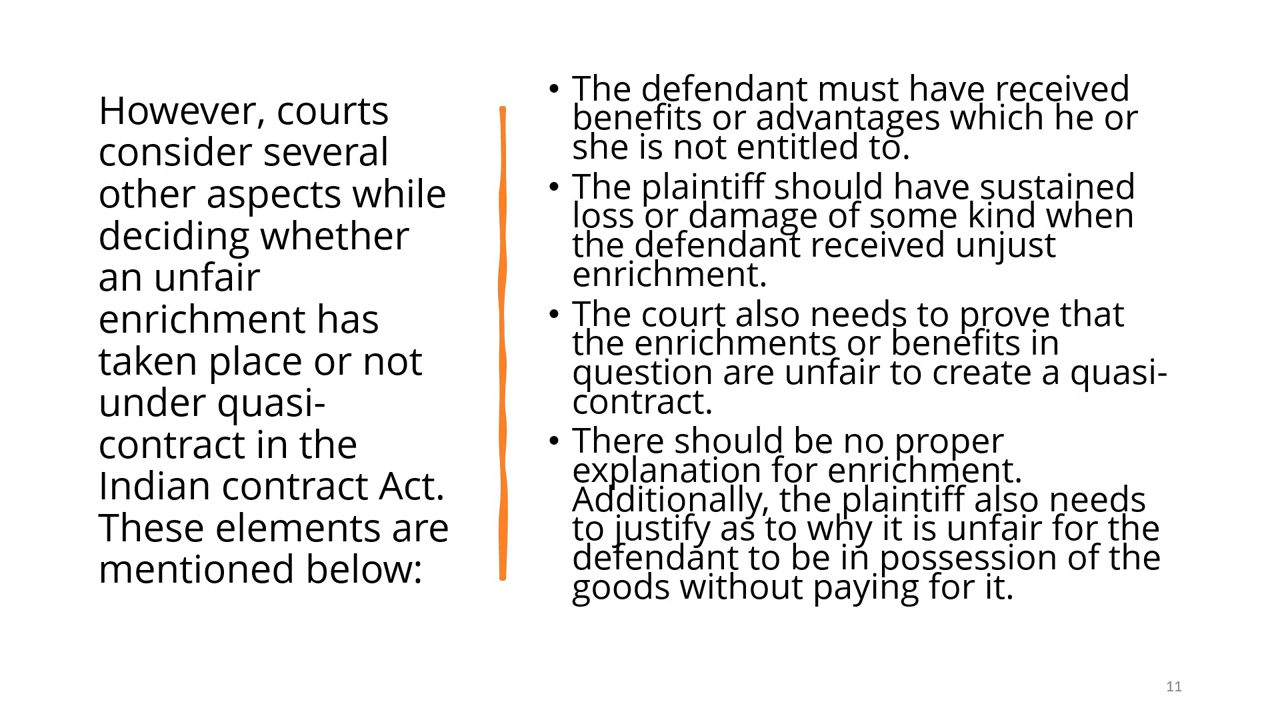 However, courts
consider several
other aspects while
deciding whether
an unfair
enrichment has
taken place or not
under quasi-
contract in the
Indian contract Act.
These elements are
mentioned below:
• The defendant must have received
benefits or advantages which he or
she is not entitled to.
• The plaintiff should have sustained
loss or damage of some kind when
the defendant received unjust
enrichment.
• The court also needs to prove that
the enrichments or benefits in
question are unfair to create a quasi-
contract.
• There should be no proper
explanation for enrichment.
Additionally, the plaintiff also needs
to justify as to why it is unfair for the
defendant to be in possession of the
goods without paying for it.
11